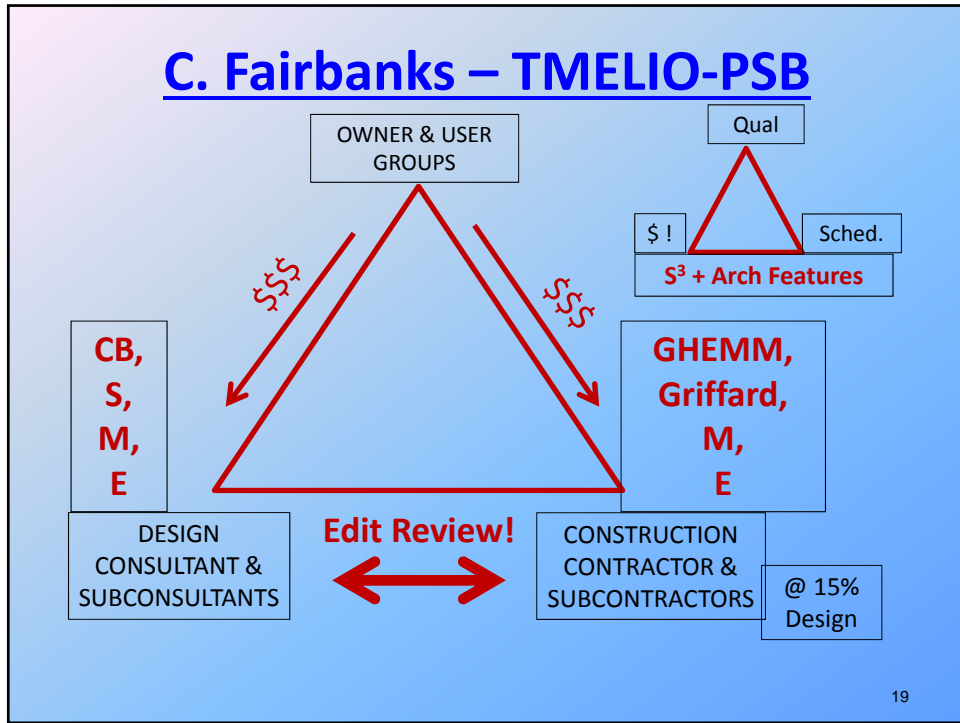 C. Fairbanks – TMELIO-PSB
OWNER & USER
GROUPS
Qual
$ !
Sched.
S³ + Arch Features
$$$
$$$
CB,
S,
M,
E
GHEMM,
Griffard,
M,
E
DESIGN
CONSULTANT &
SUBCONSULTANTS
Edit Review!
CONSTRUCTION
CONTRACTOR &
SUBCONTRACTORS
@ 15%
Design
19